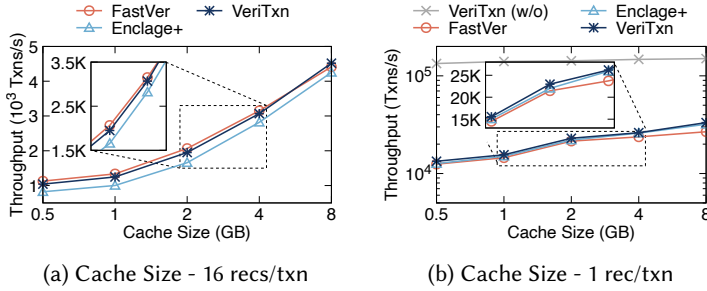 FastVer VeriTxn
Enclage+
Throughput (10³ Txns/s)
5
4
3
2
1
3.5K
2.5K
1.5K
0.5 1 2 4 8
Cache Size (GB)
(a) Cache Size - 16 recs/txn
VeriTxn (w/o) Enclage+
FastVer VeriTxn
Throughput (Txns/s)
10⁵
10⁴
25K
20K
15K
0.5 1 2 4 8
Cache Size (GB)
(b) Cache Size - 1 rec/txn